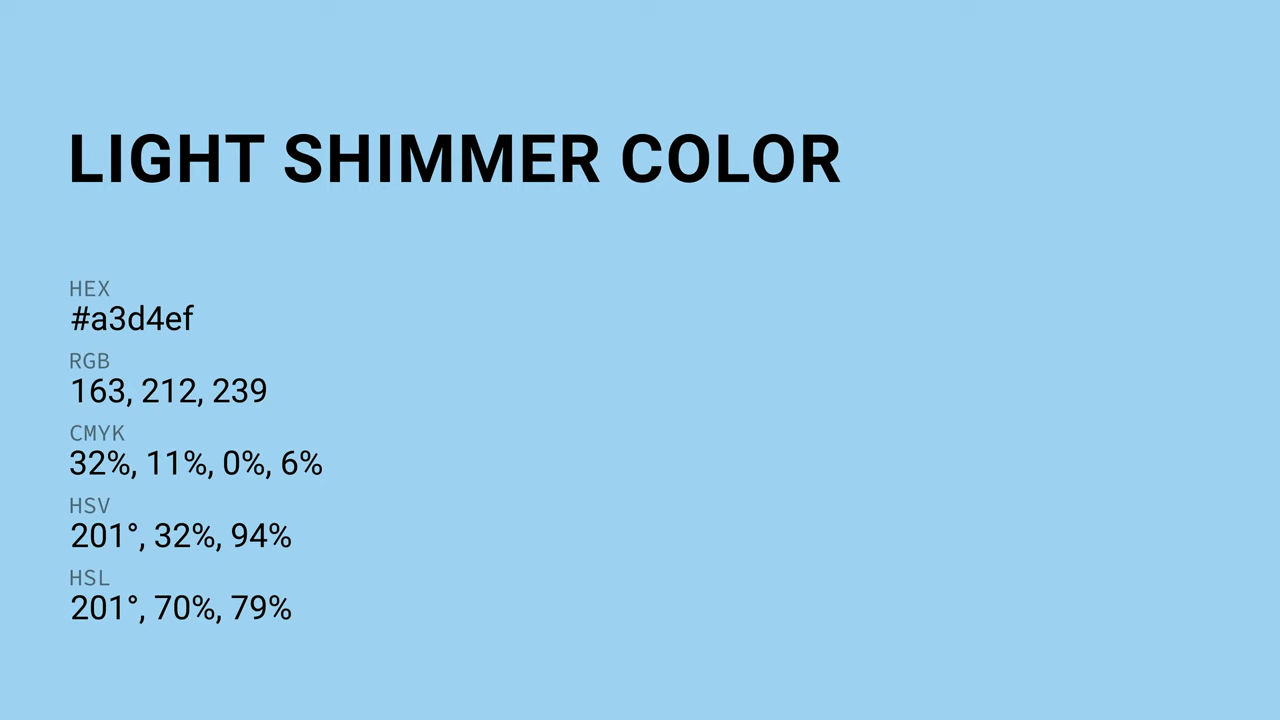 LIGHT SHIMMER COLOR
HEX
#a3d4ef
RGB
163, 212, 239
CMYK
32%, 11%, 0%, 6%
HSV
201°, 32%, 94%
HSL
201°, 70%, 79%